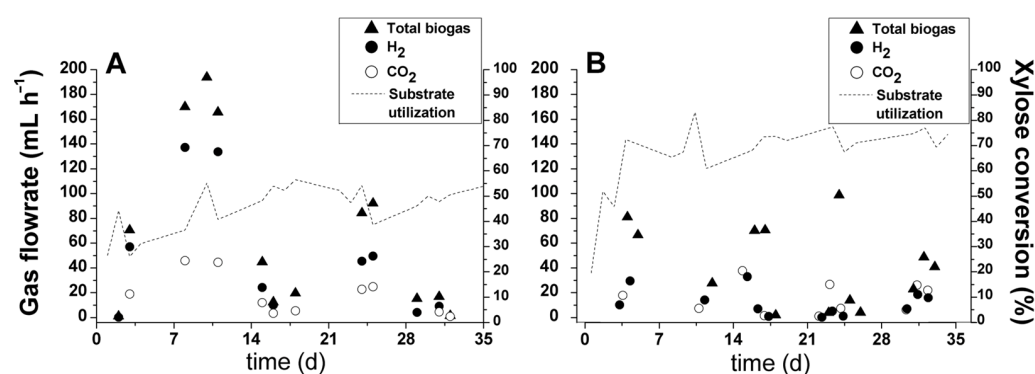 Total biogas
H2
CO2
Substrate
utilization
Total biogas
H2
CO2
Substrate
utilization
A
B
Gas flowrate (mL h−1)
200
180
160
140
120
100
80
60
40
20
0
100
90
80
70
60
50
40
30
20
10
0
200
180
160
140
120
100
80
60
40
20
0
100
90
80
70
60
50
40
30
20
10
0
Xylose conversion (%)
0 7 14 21 28 35
time (d)
0 7 14 21 28 35
time (d)